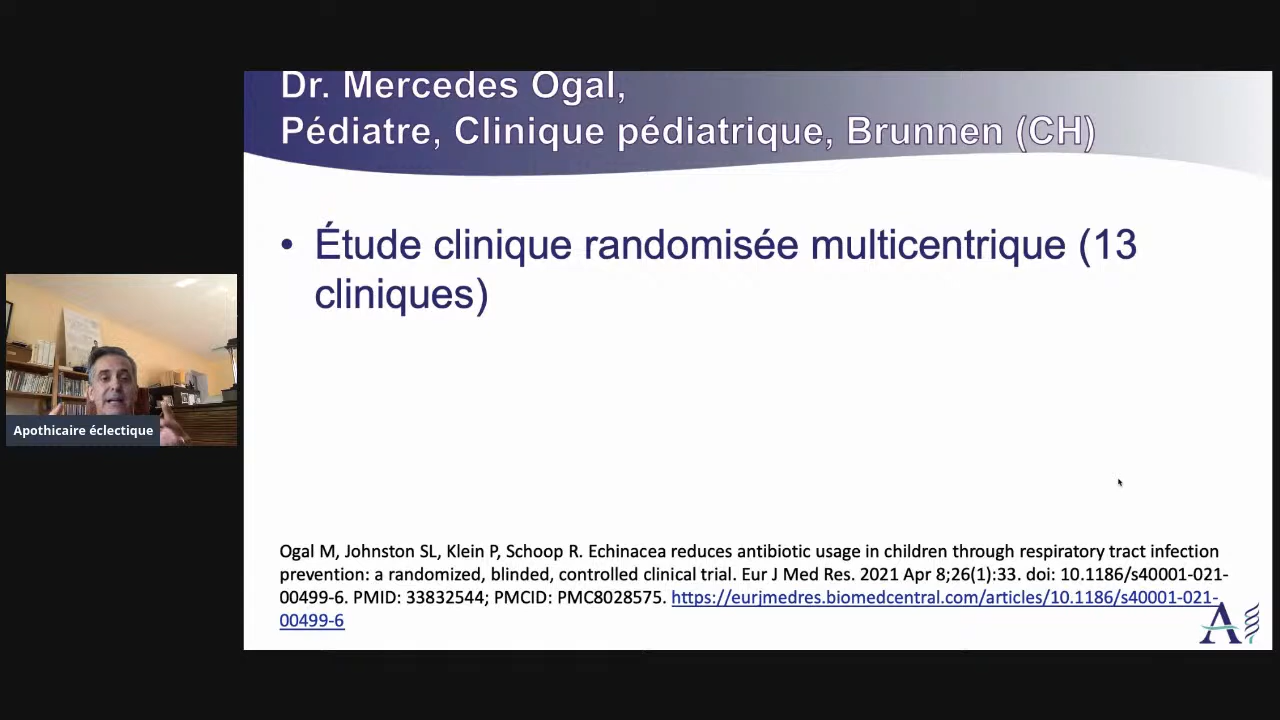 Dr. Mercedes Ogal,
Pédiatre, Clinique pédiatrique, Brunnen (CH)
• Étude clinique randomisée multicentrique (13
cliniques)
Apothicaire éclectique
Ogal M, Johnston SL, Klein P, Schoop R. Echinacea reduces antibiotic usage in children through respiratory tract infection
prevention: a randomized, blinded, controlled clinical trial. Eur J Med Res. 2021 Apr 8;26(1):33. doi: 10.1186/s40001-021-
00499-6. PMID: 33832544; PMCID: PMC8028575. https://eurjmedres.biomedcentral.com/articles/10.1186/s40001-021-
00499-6